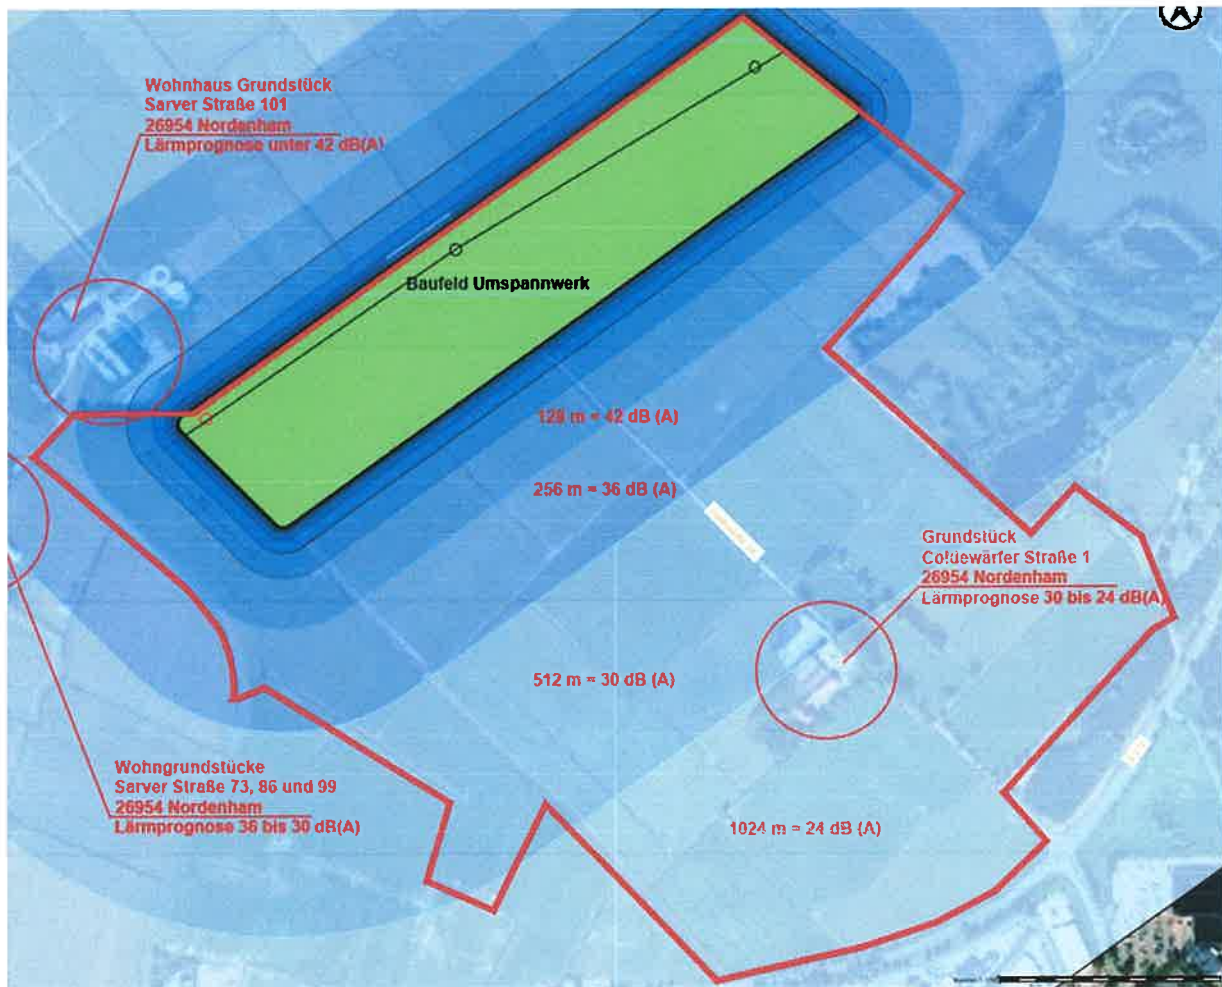 Wohnhaus Grundstück
Sarver Straße 101
26954 Nordenham
Lärmprognose unter 42 dB(A)
Baufeld Umspannwerk
128 m = 42 dB (A)
256 m = 36 dB (A)
Grundstück
Coldewärfer Straße 1
26954 Nordenham
Lärmprognose 30 bis 24 dB(A)
512 m = 30 dB (A)
Wohngrundstücke
Sarver Straße 73, 86 und 99
26954 Nordenham
Lärmprognose 36 bis 30 dB(A)
1024 m = 24 dB (A)